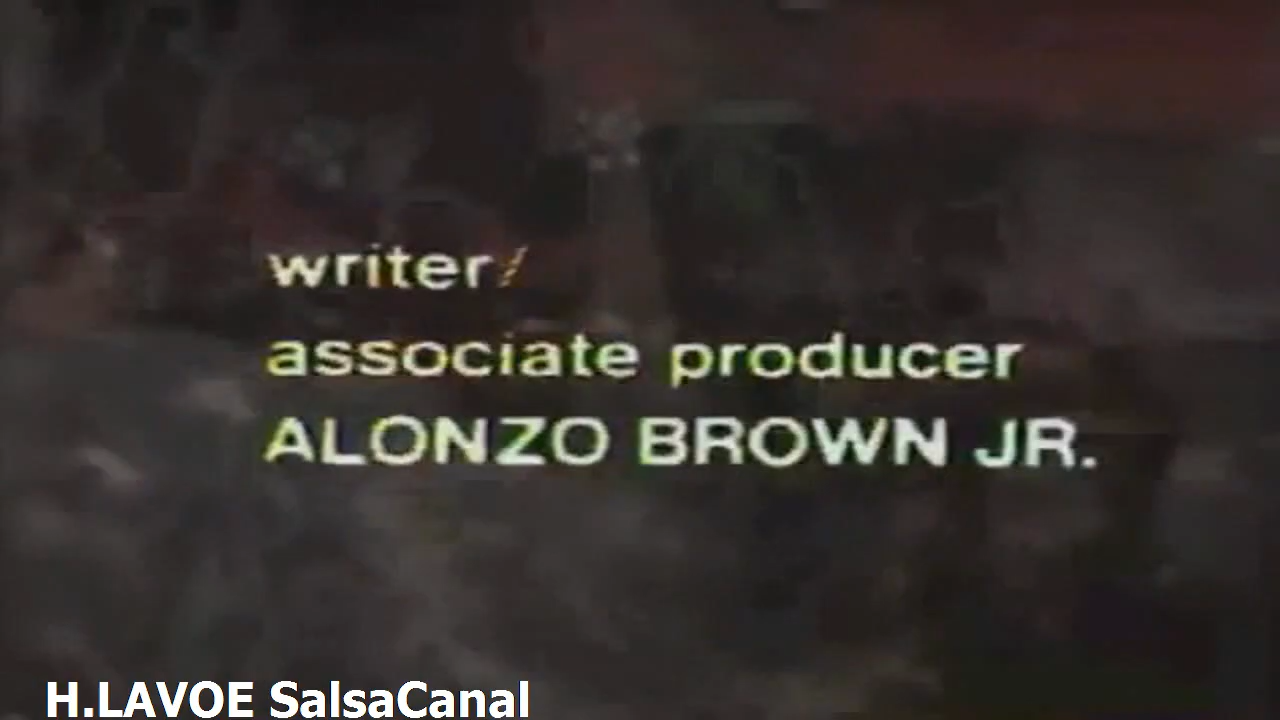 writer/
associate producer
ALONZO BROWN JR.
H.LAVOE SalsaCanal